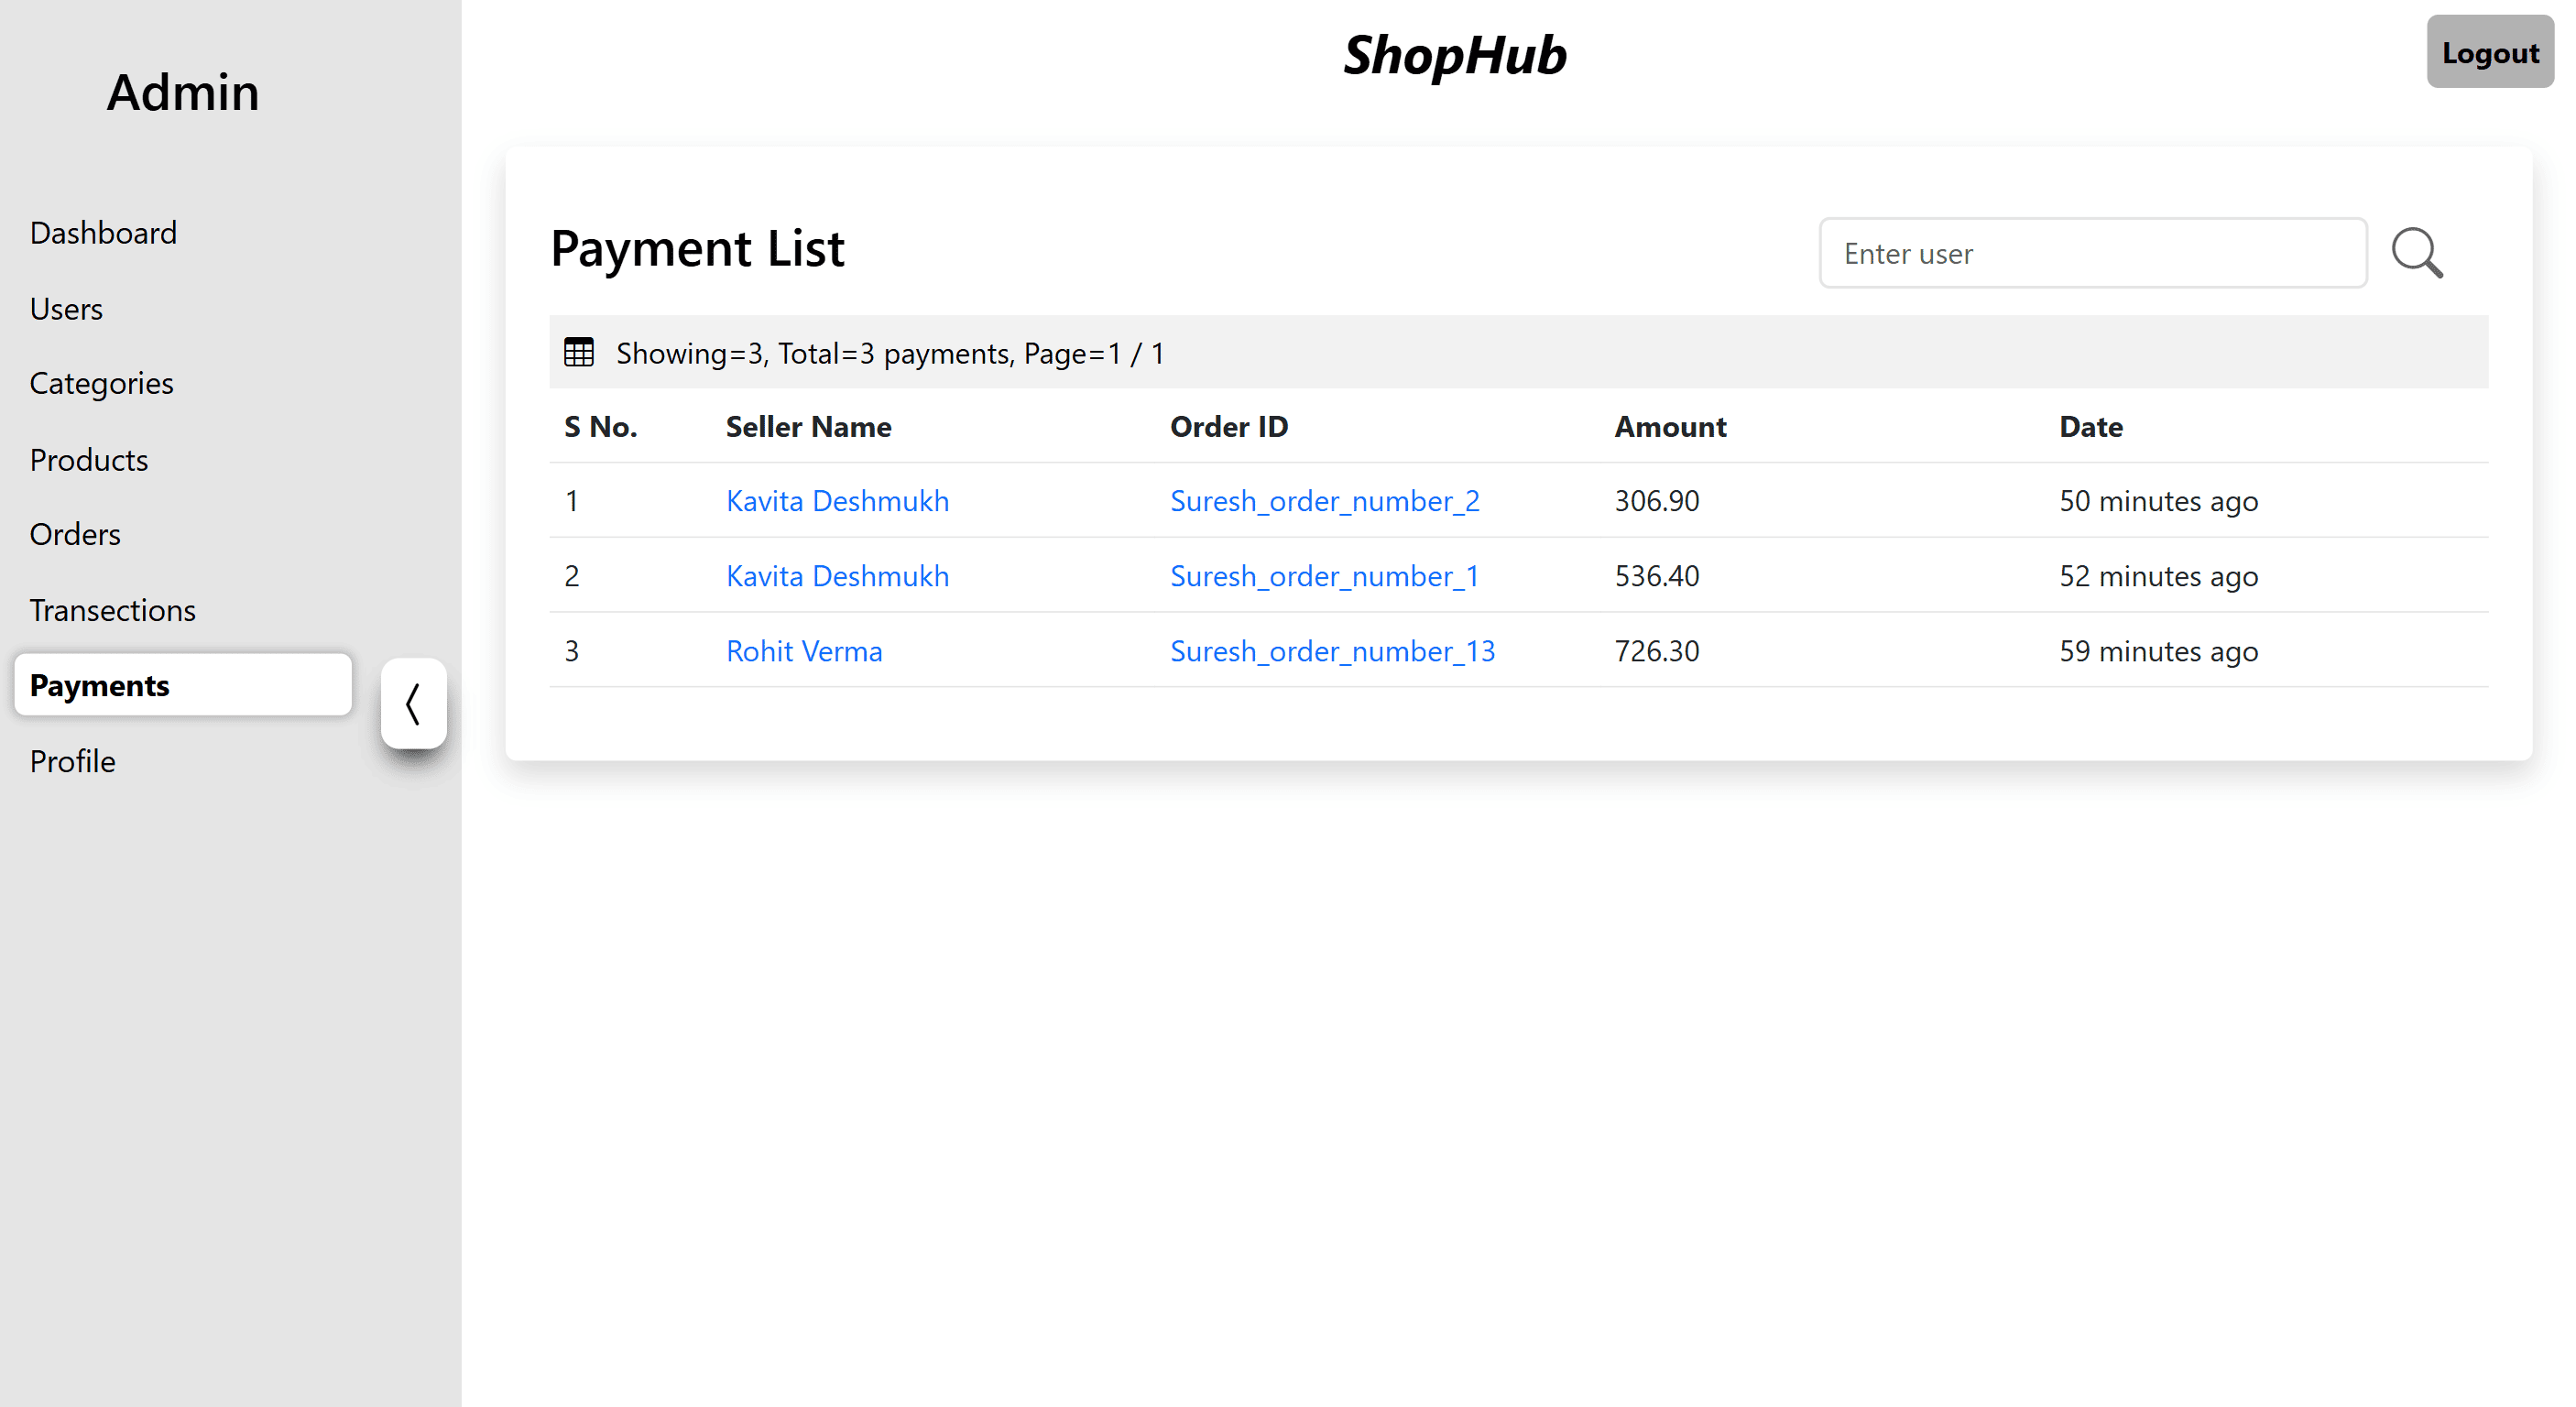 Admin
Dashboard
Users
Categories
Products
Orders
Transections
Payments
Profile
ShopHub
Logout
Payment List
Enter user
Showing=3, Total=3 payments, Page=1 / 1
S No. Seller Name Order ID Amount Date
1 Kavita Deshmukh Suresh_order_number_2 306.90 50 minutes ago
2 Kavita Deshmukh Suresh_order_number_1 536.40 52 minutes ago
3 Rohit Verma Suresh_order_number_13 726.30 59 minutes ago